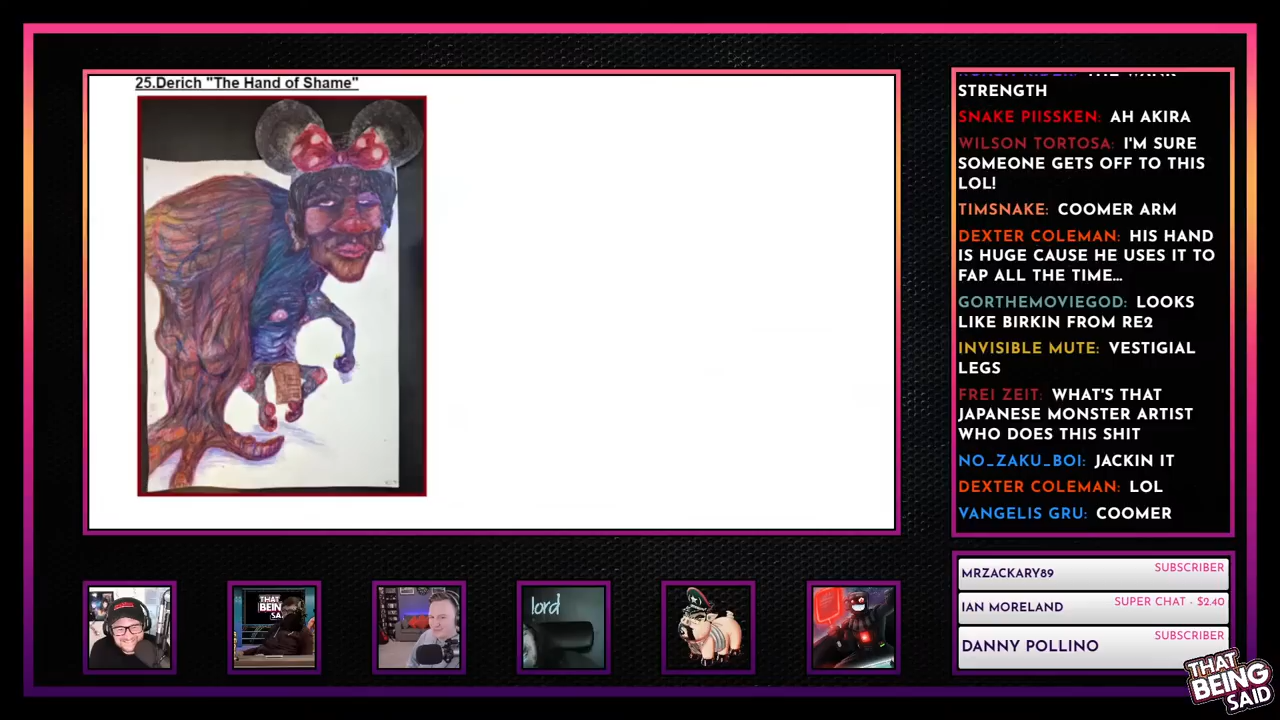 25.Derich "The Hand of Shame"
STRENGTH
SNAKE PIISSKEN: AH AKIRA
WILSON TORTOSA: I'M SURE
SOMEONE GETS OFF TO THIS
LOL!
TIMSNAKE: COOMER ARM
DEXTER COLEMAN: HIS HAND
IS HUGE CAUSE HE USES IT TO
FAP ALL THE TIME...
GORTHEMOVIEGOD: LOOKS
LIKE BIRKIN FROM RE2
INVISIBLE MUTE: VESTIGIAL
LEGS
FREI ZEIT: WHAT'S THAT
JAPANESE MONSTER ARTIST
WHO DOES THIS SHIT
NO_ZAKU_BOI: JACKIN IT
DEXTER COLEMAN: LOL
VANGELIS GRU: COOMER
THAT
BEING
SAID
lord
MRZACKARY89 SUBSCRIBER
IAN MORELAND SUPER CHAT - $2.40
DANNY POLLINO SUBSCRIBER
THAT
BEING
SAID